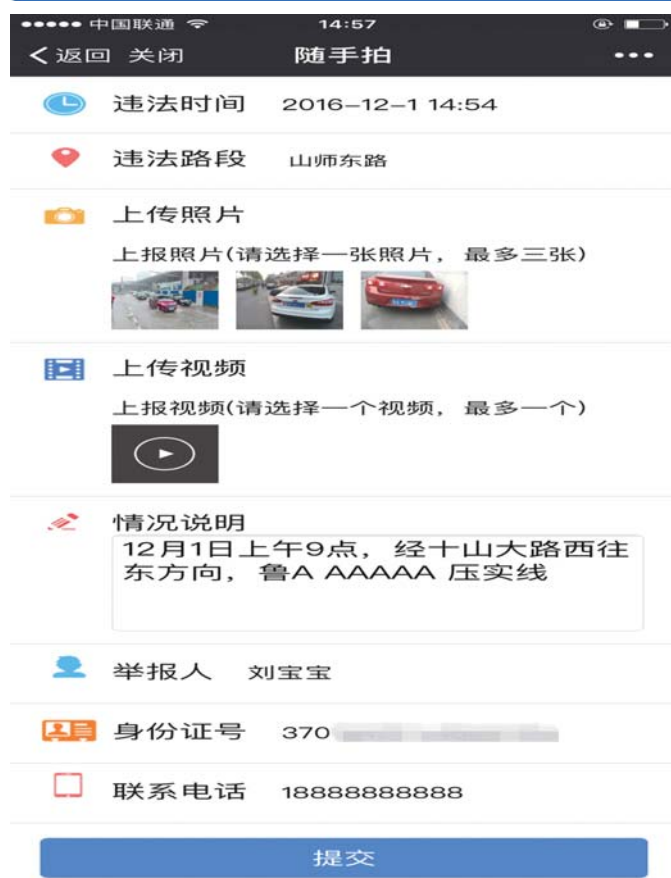 中国联通 14:57
返回 关闭 随手拍
违法时间 2016-12-1 14:54
违法路段 山师东路
上传照片
上报照片(请选择一张照片，最多三张)
上传视频
上报视频(请选择一个视频，最多一个)
情况说明
12月1日上午9点，经十山大路西往
东方向，鲁A AAAAA 压实线
举报人 刘宝宝
身份证号 370
联系电话 18888888888
提交